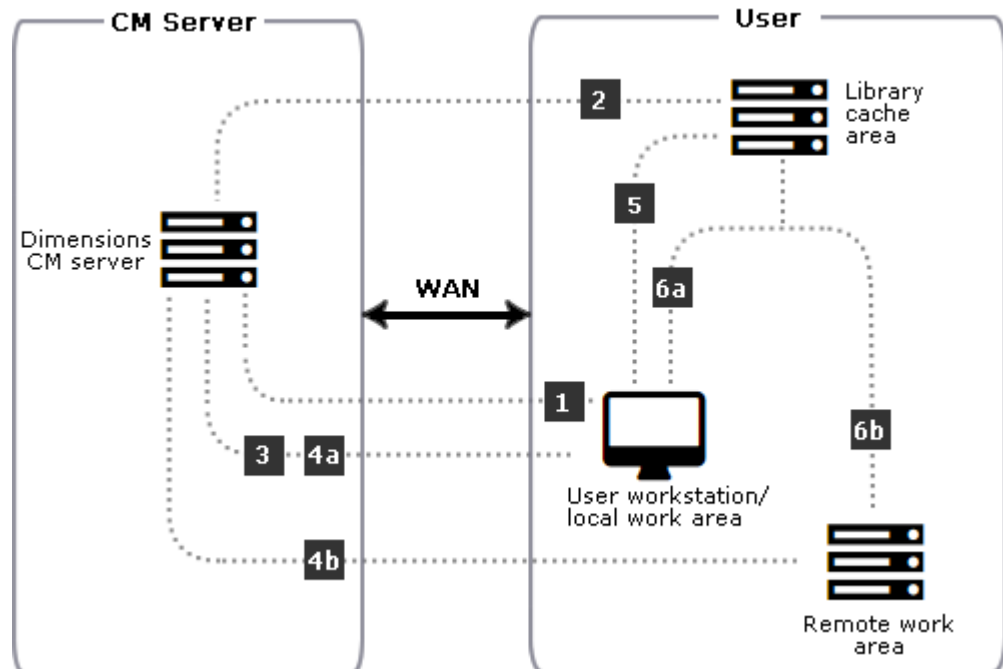 CM Server
User
2
Library
cache
area
5
Dimensions
CM server
WAN
6a
1
3
4a
6b
User workstation/
local work area
4b
Remote work
area